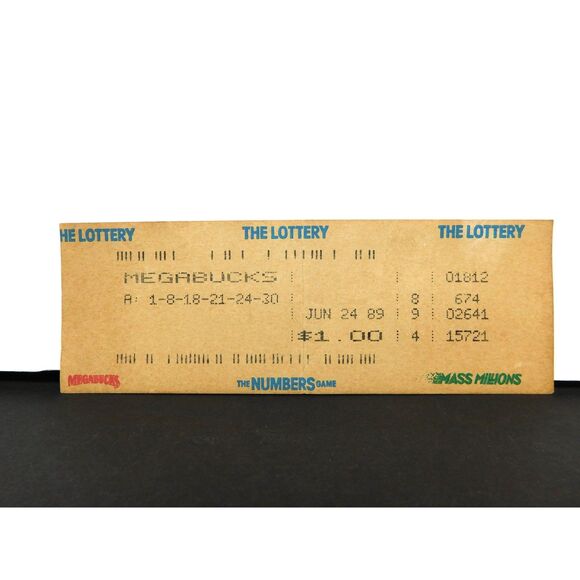 HE LOTTERY THE LOTTERY THE LOTTERY
MEGABUCKS 01812
A: 1-8-18-21-24-30 8 674
JUN 24 89 9 02641
$1.00 4 15721
MEGABUCKS THE NUMBERS GAME MASS MILLIONS